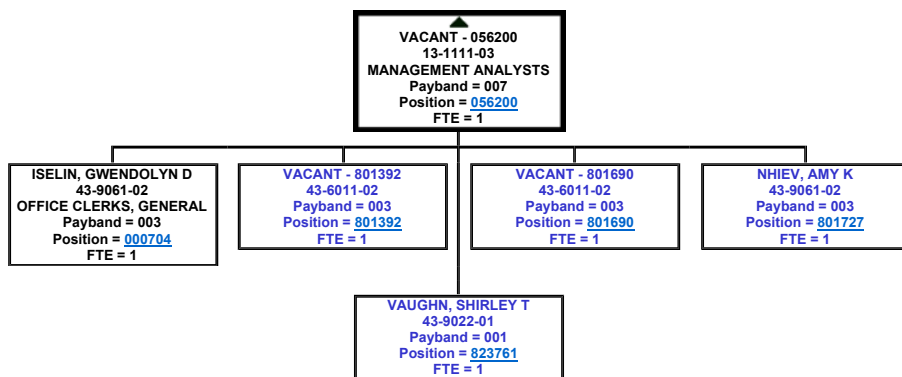 VACANT - 056200
13-1111-03
MANAGEMENT ANALYSTS
Payband = 007
Position = 056200
FTE = 1
ISELIN, GWENDOLYN D
43-9061-02
OFFICE CLERKS, GENERAL
Payband = 003
Position = 000704
FTE = 1
VACANT - 801392
43-6011-02
Payband = 003
Position = 801392
FTE = 1
VACANT - 801690
43-6011-02
Payband = 003
Position = 801690
FTE = 1
NHIEV, AMY K
43-9061-02
Payband = 003
Position = 801727
FTE = 1
VAUGHN, SHIRLEY T
43-9022-01
Payband = 001
Position = 823761
FTE = 1